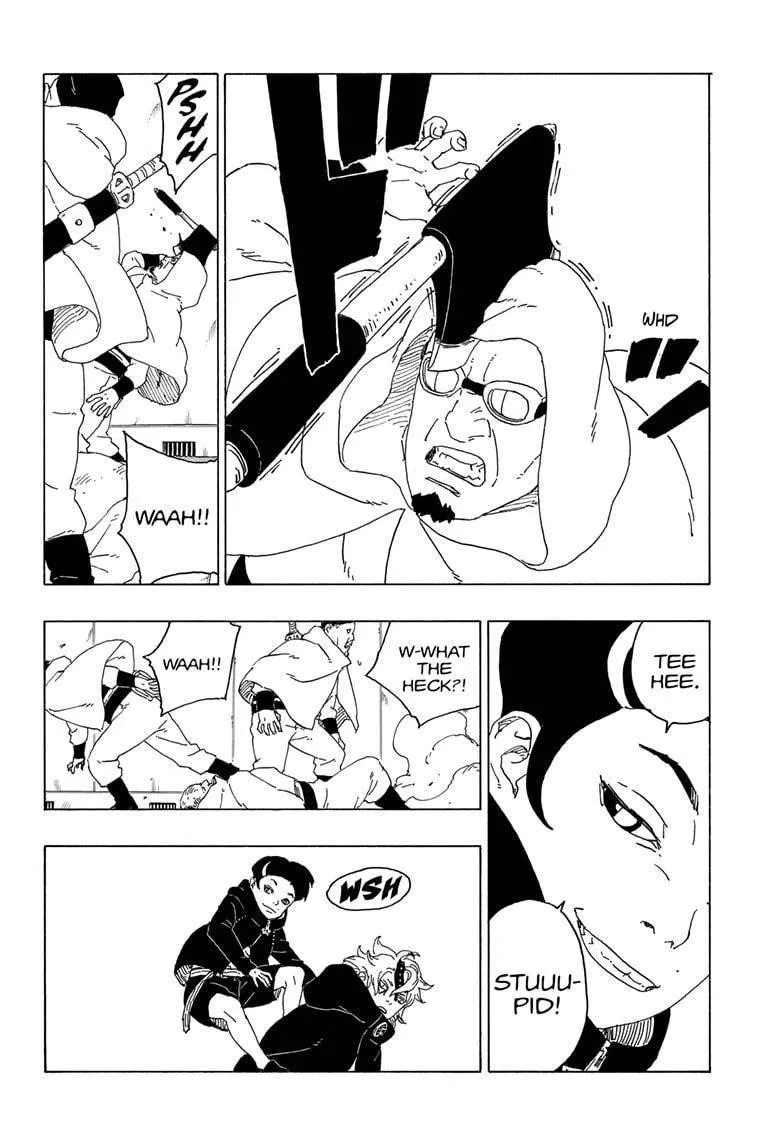 WHD
PSHH
WAAH!!
TEE
HEE.
STUUU-
PID!
W-WHAT
THE
HECK?!
WAAH!!
WSH